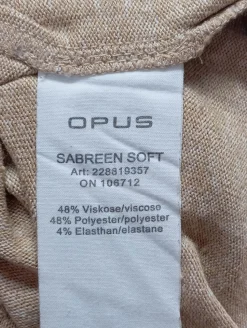 OPUS
SABREEN SOFT
Art: 228819357
ON 106712
48% Viskose/viscose
48% Polyester/polyester
4% Elasthan/elastane